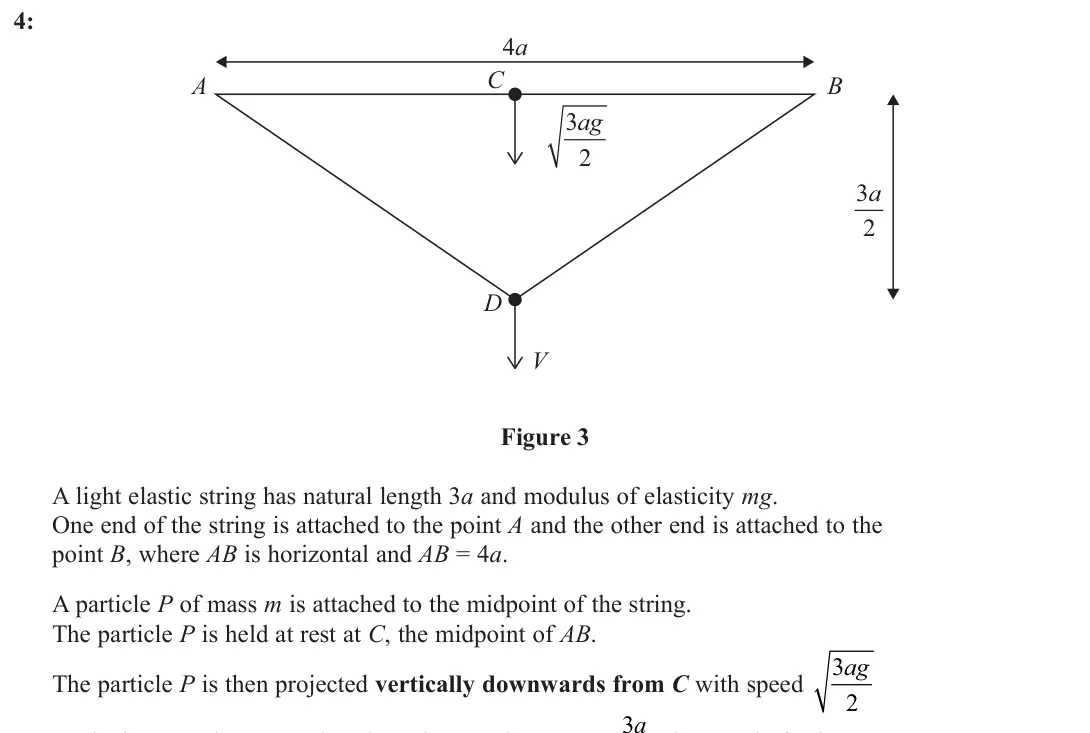 4:
4a
A
C
B
√(3ag/2)
3a/2
D
V
Figure 3
A light elastic string has natural length 3a and modulus of elasticity mg.
One end of the string is attached to the point A and the other end is attached to the
point B, where AB is horizontal and AB = 4a.
A particle P of mass m is attached to the midpoint of the string.
The particle P is held at rest at C, the midpoint of AB.
The particle P is then projected vertically downwards from C with speed √(3ag/2)
3a